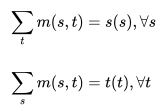 ∑_t m(s, t) = s(s), ∀s
∑_s m(s, t) = t(t), ∀t